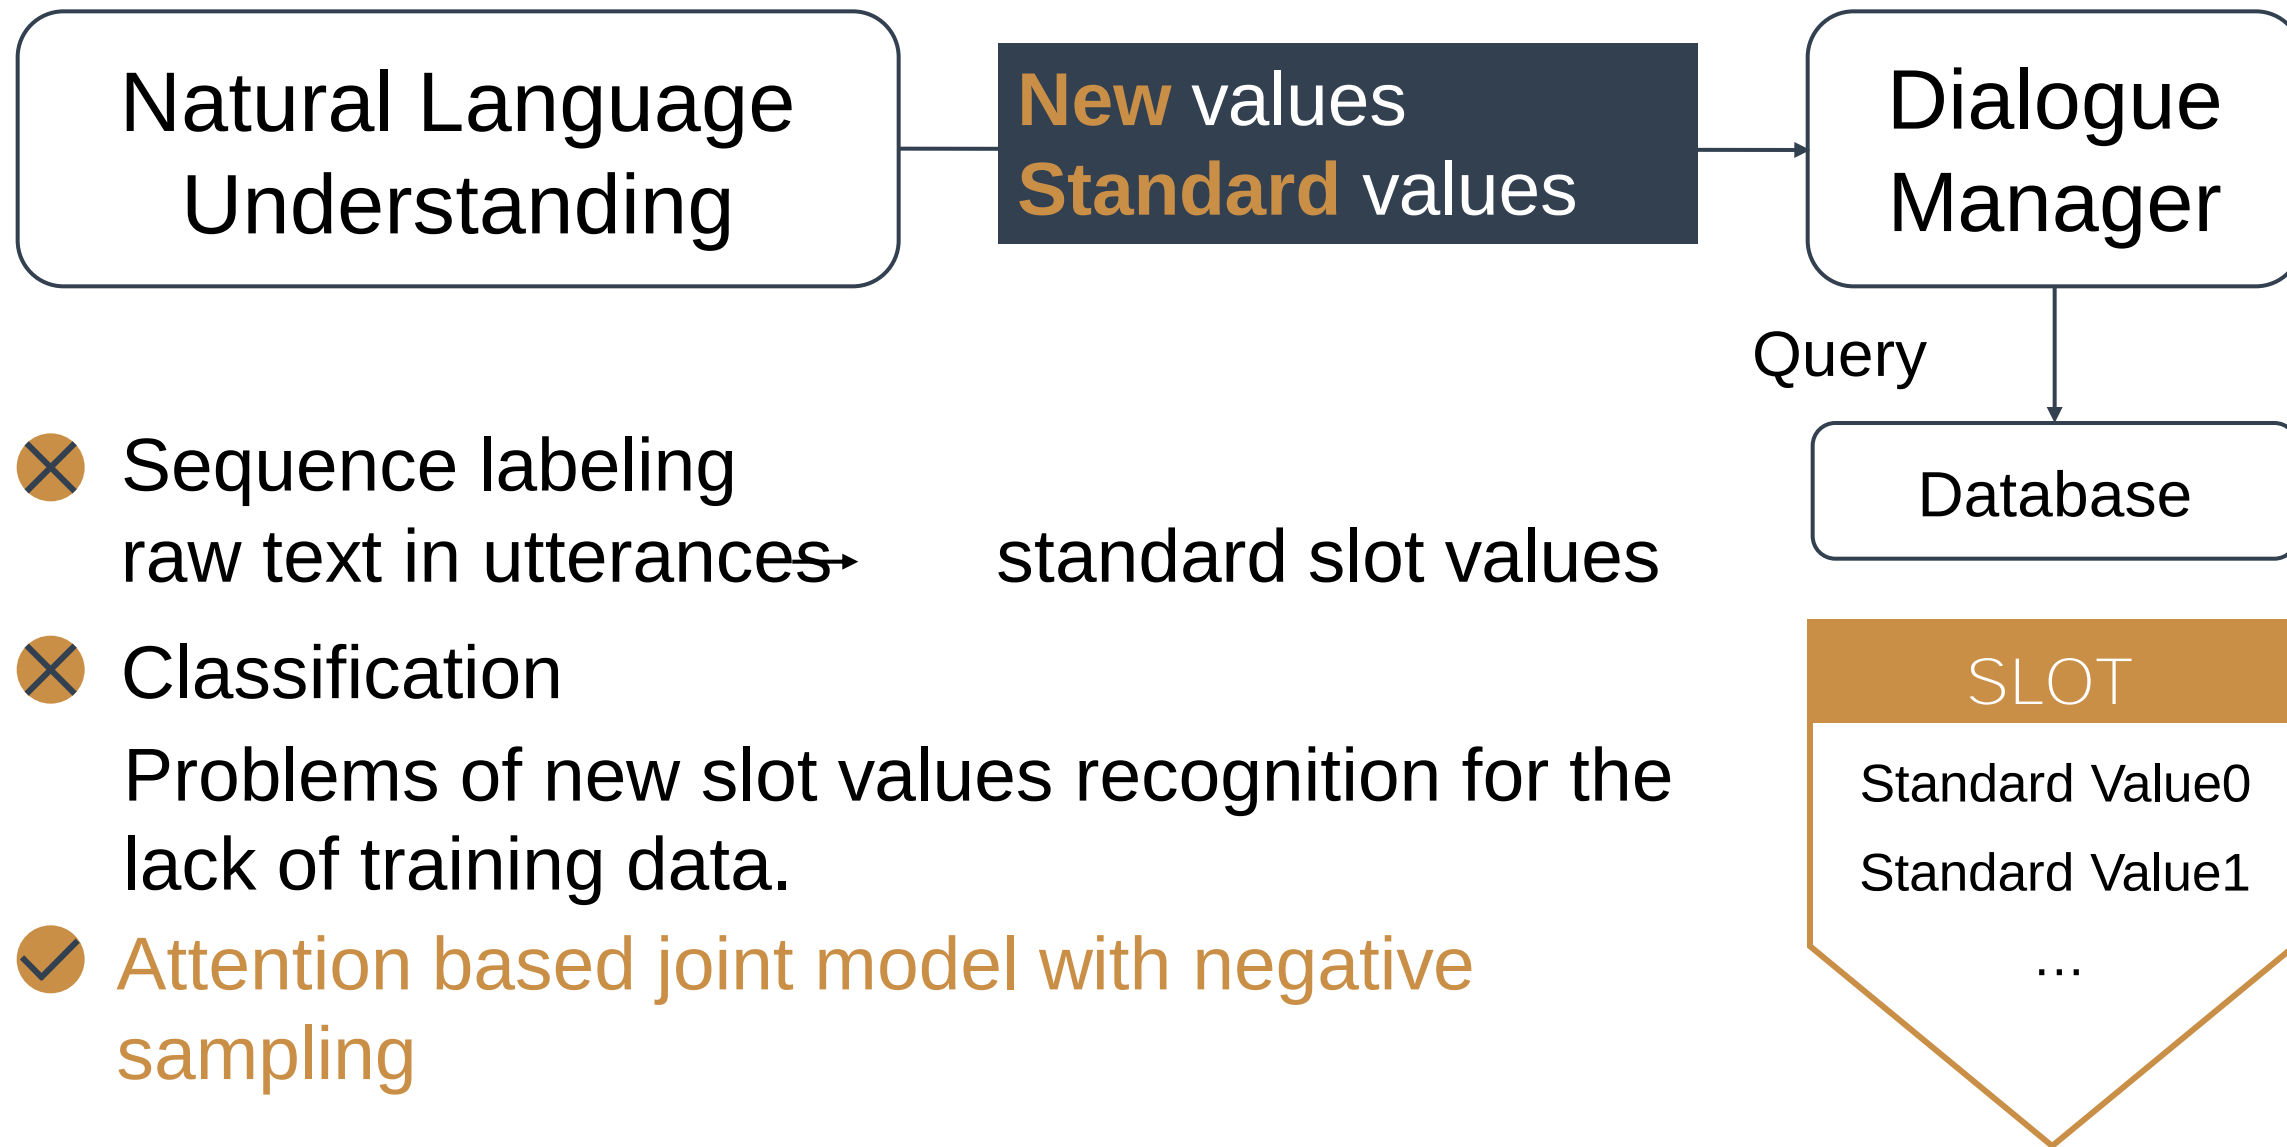 Natural Language
Understanding
New values
Standard values
Dialogue
Manager
Query
Database
Sequence labeling
raw text in utterances standard slot values
Classification
Problems of new slot values recognition for the
lack of training data.
Attention based joint model with negative
sampling
SLOT
Standard Value0
Standard Value1
...